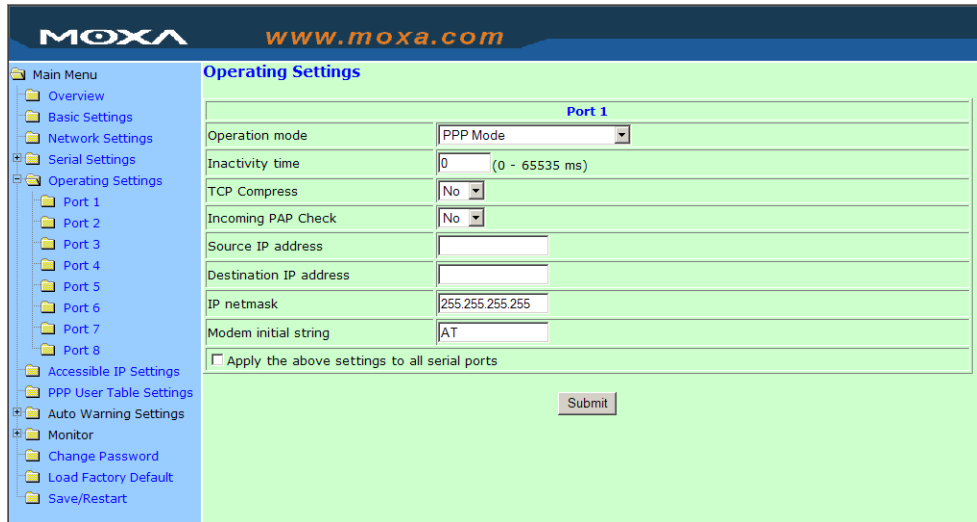 MOXA www.moxa.com
Main Menu
Overview
Basic Settings
Network Settings
Serial Settings
Operating Settings
Port 1
Port 2
Port 3
Port 4
Port 5
Port 6
Port 7
Port 8
Accessible IP Settings
PPP User Table Settings
Auto Warning Settings
Monitor
Change Password
Load Factory Default
Save/Restart
Operating Settings
Port 1
Operation mode PPP Mode
Inactivity time 0 (0 - 65535 ms)
TCP Compress No
Incoming PAP Check No
Source IP address
Destination IP address
IP netmask 255.255.255.255
Modem initial string AT
Apply the above settings to all serial ports
Submit